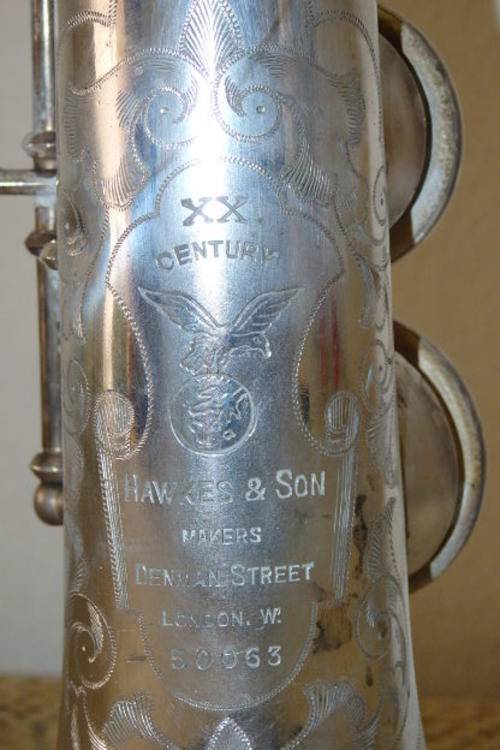 XX.
CENTURY
HAWKES & SON
MAKERS
DENMAN STREET
LONDON. W.
50063